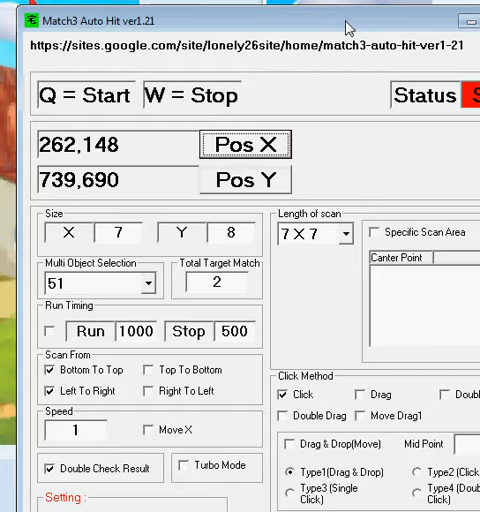 Match3 Auto Hit ver1.21
https://sites.google.com/site/lonely26site/home/match3-auto-hit-ver1-21
Q = Start W = Stop Status
262,148 Pos X
739,690 Pos Y
Size Length of scan
X 7 Y 8 7 X 7 Specific Scan Area
Multi Object Selection Total Target Match Canter Point
51 2
Run Timing
Run 1000 Stop 500
Scan From
Bottom To Top Top To Bottom Click Method
Left To Right Right To Left Click Drag
Speed Double Drag Move Drag1
1 Move X Drag & Drop(Move) Mid Point
Double Check Result Turbo Mode Type1(Drag & Drop) Type2 (Click
Type3 (Single Click) Type4
Setting :